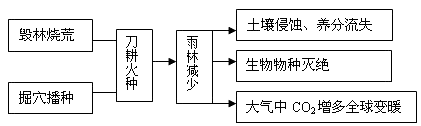 毁林烧荒
掘穴播种
刀耕火种
雨林减少
土壤侵蚀、养分流失
生物物种灭绝
大气中CO₂增多全球变暖